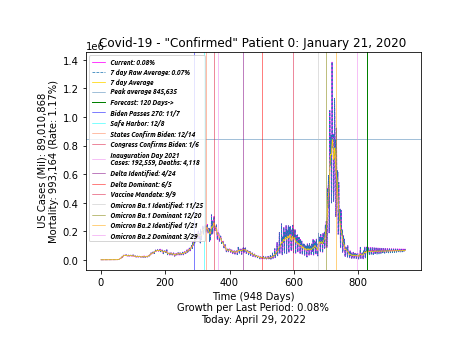 Covid-19 - "Confirmed" Patient 0: January 21, 2020
1e6
1.4
1.2
1.0
0.8
0.6
0.4
0.2
0.0
US Cases (Mil): 89,010,868
Mortality: 993,164 (Rate: 1.17%)
Current: 0.08%
7 day Raw Average: 0.07%
7 day Average
Peak average 845,635
Forecast: 120 Days->
Biden Passes 270: 11/7
Safe Harbor: 12/8
States Confirm Biden: 12/14
Congress Confirms Biden: 1/6
Inauguration Day 2021
Cases: 192,559, Deaths: 4,118
Delta Identified: 4/24
Delta Dominant: 6/5
Vaccine Mandate: 9/9
Omicron Ba.1 Identified: 11/25
Omicron Ba.1 Dominant 12/20
Omicron Ba.2 Identified 1/21
Omicron Ba.2 Dominant 3/29
0 200 400 600 800
Time (948 Days)
Growth per Last Period: 0.08%
Today: April 29, 2022